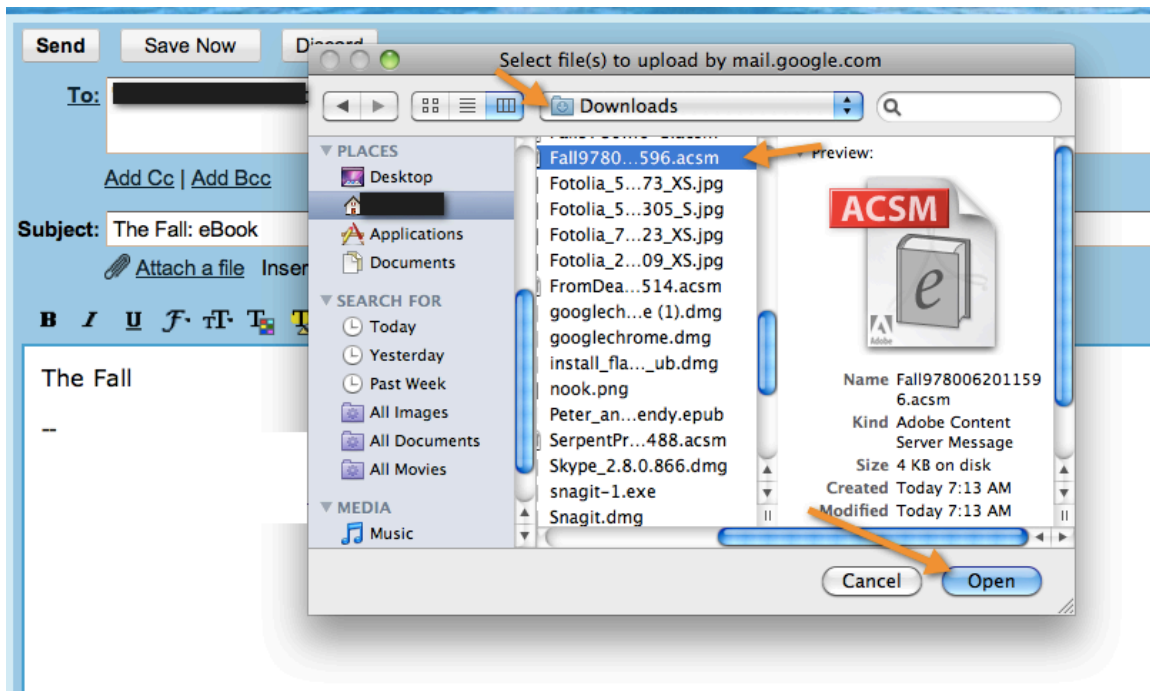 Send Save Now Discard
Select file(s) to upload by mail.google.com
To:
Downloads
PLACES
Desktop
Applications
Documents
SEARCH FOR
Today
Yesterday
Past Week
All Images
All Documents
All Movies
MEDIA
Music
Fall9780...596.acsm
Fotolia_5...73_XS.jpg
Fotolia_5...305_S.jpg
Fotolia_7...23_XS.jpg
Fotolia_2...09_XS.jpg
FromDea...514.acsm
googlech...e (1).dmg
googlechrome.dmg
install_fla..._ub.dmg
nook.png
Peter_an...endy.epub
SerpentPr...488.acsm
Skype_2.8.0.866.dmg
snagit-1.exe
Snagit.dmg
Preview:
ACSM
e
Adobe
Name Fall978006201159
6.acsm
Kind Adobe Content
Server Message
Size 4 KB on disk
Created Today 7:13 AM
Modified Today 7:13 AM
Cancel Open
Add Cc | Add Bcc
Subject: The Fall: eBook
Attach a file
B I U F TT T T
The Fall
--